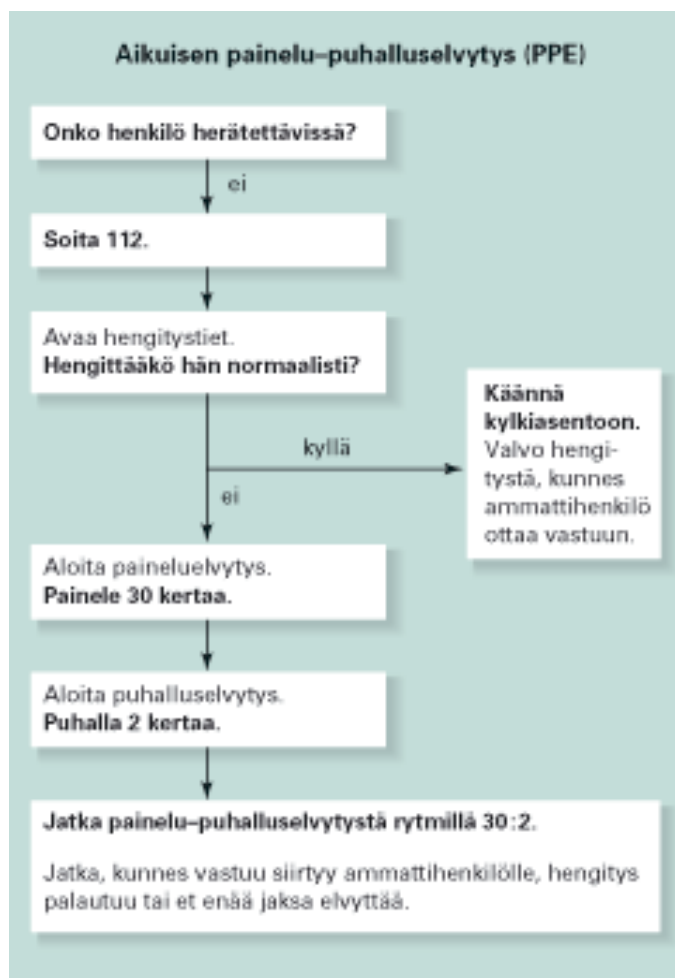 Aikuisen painelu–puhalluselvytys (PPE)
Onko henkilö herätettävissä?
ei
Soita 112.
Avaa hengitystiet.
Hengittääkö hän normaalisti?
kyllä
Käännä
kylkiasentoon.
Valvo hengi-
tystä, kunnes
ammattihenkilö
ottaa vastuun.
ei
Aloita paineluelvytys.
Painele 30 kertaa.
Aloita puhalluselvytys.
Puhalla 2 kertaa.
Jatka painelu–puhalluselvytystä rytmillä 30:2.
Jatka, kunnes vastuu siirtyy ammattihenkilölle, hengitys
palautuu tai et enää jaksa elvyttää.